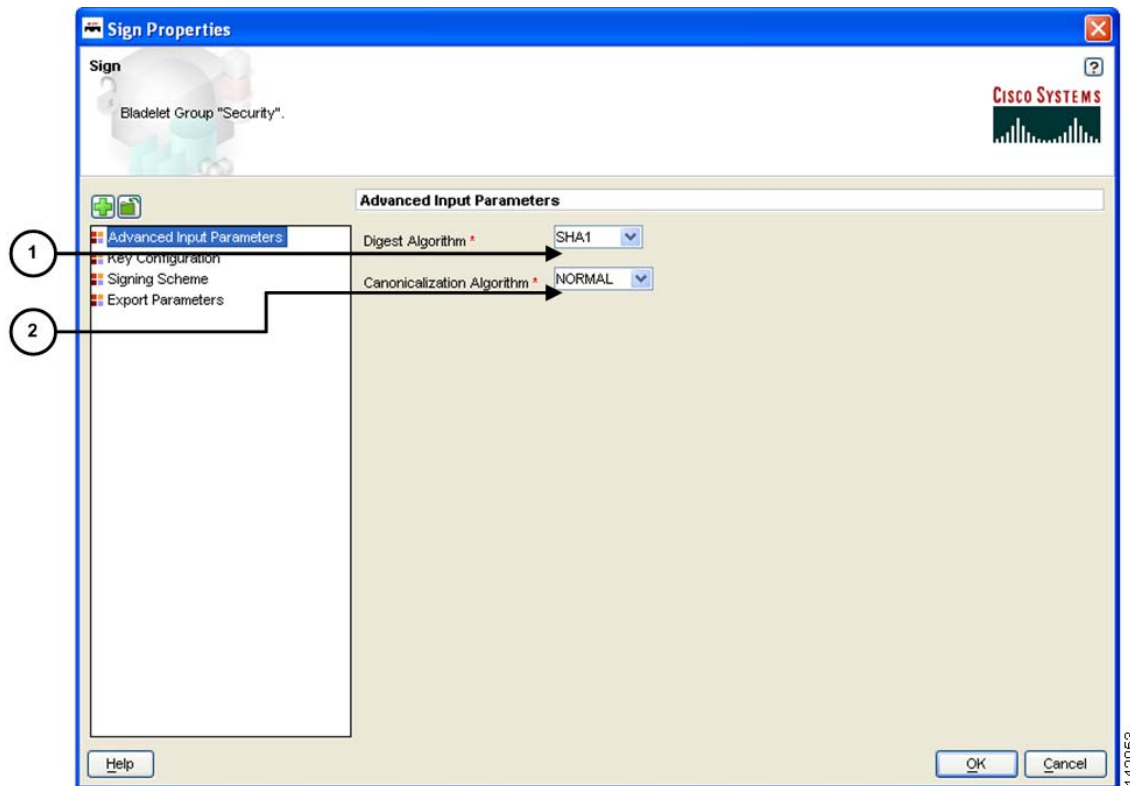 Sign Properties
Sign
?
Bladelet Group "Security".
CISCO SYSTEMS
Advanced Input Parameters
Advanced Input Parameters
Key Configuration
Signing Scheme
Export Parameters
Digest Algorithm *
SHA1
Canonicalization Algorithm *
NORMAL
1
2
Help
OK
Cancel